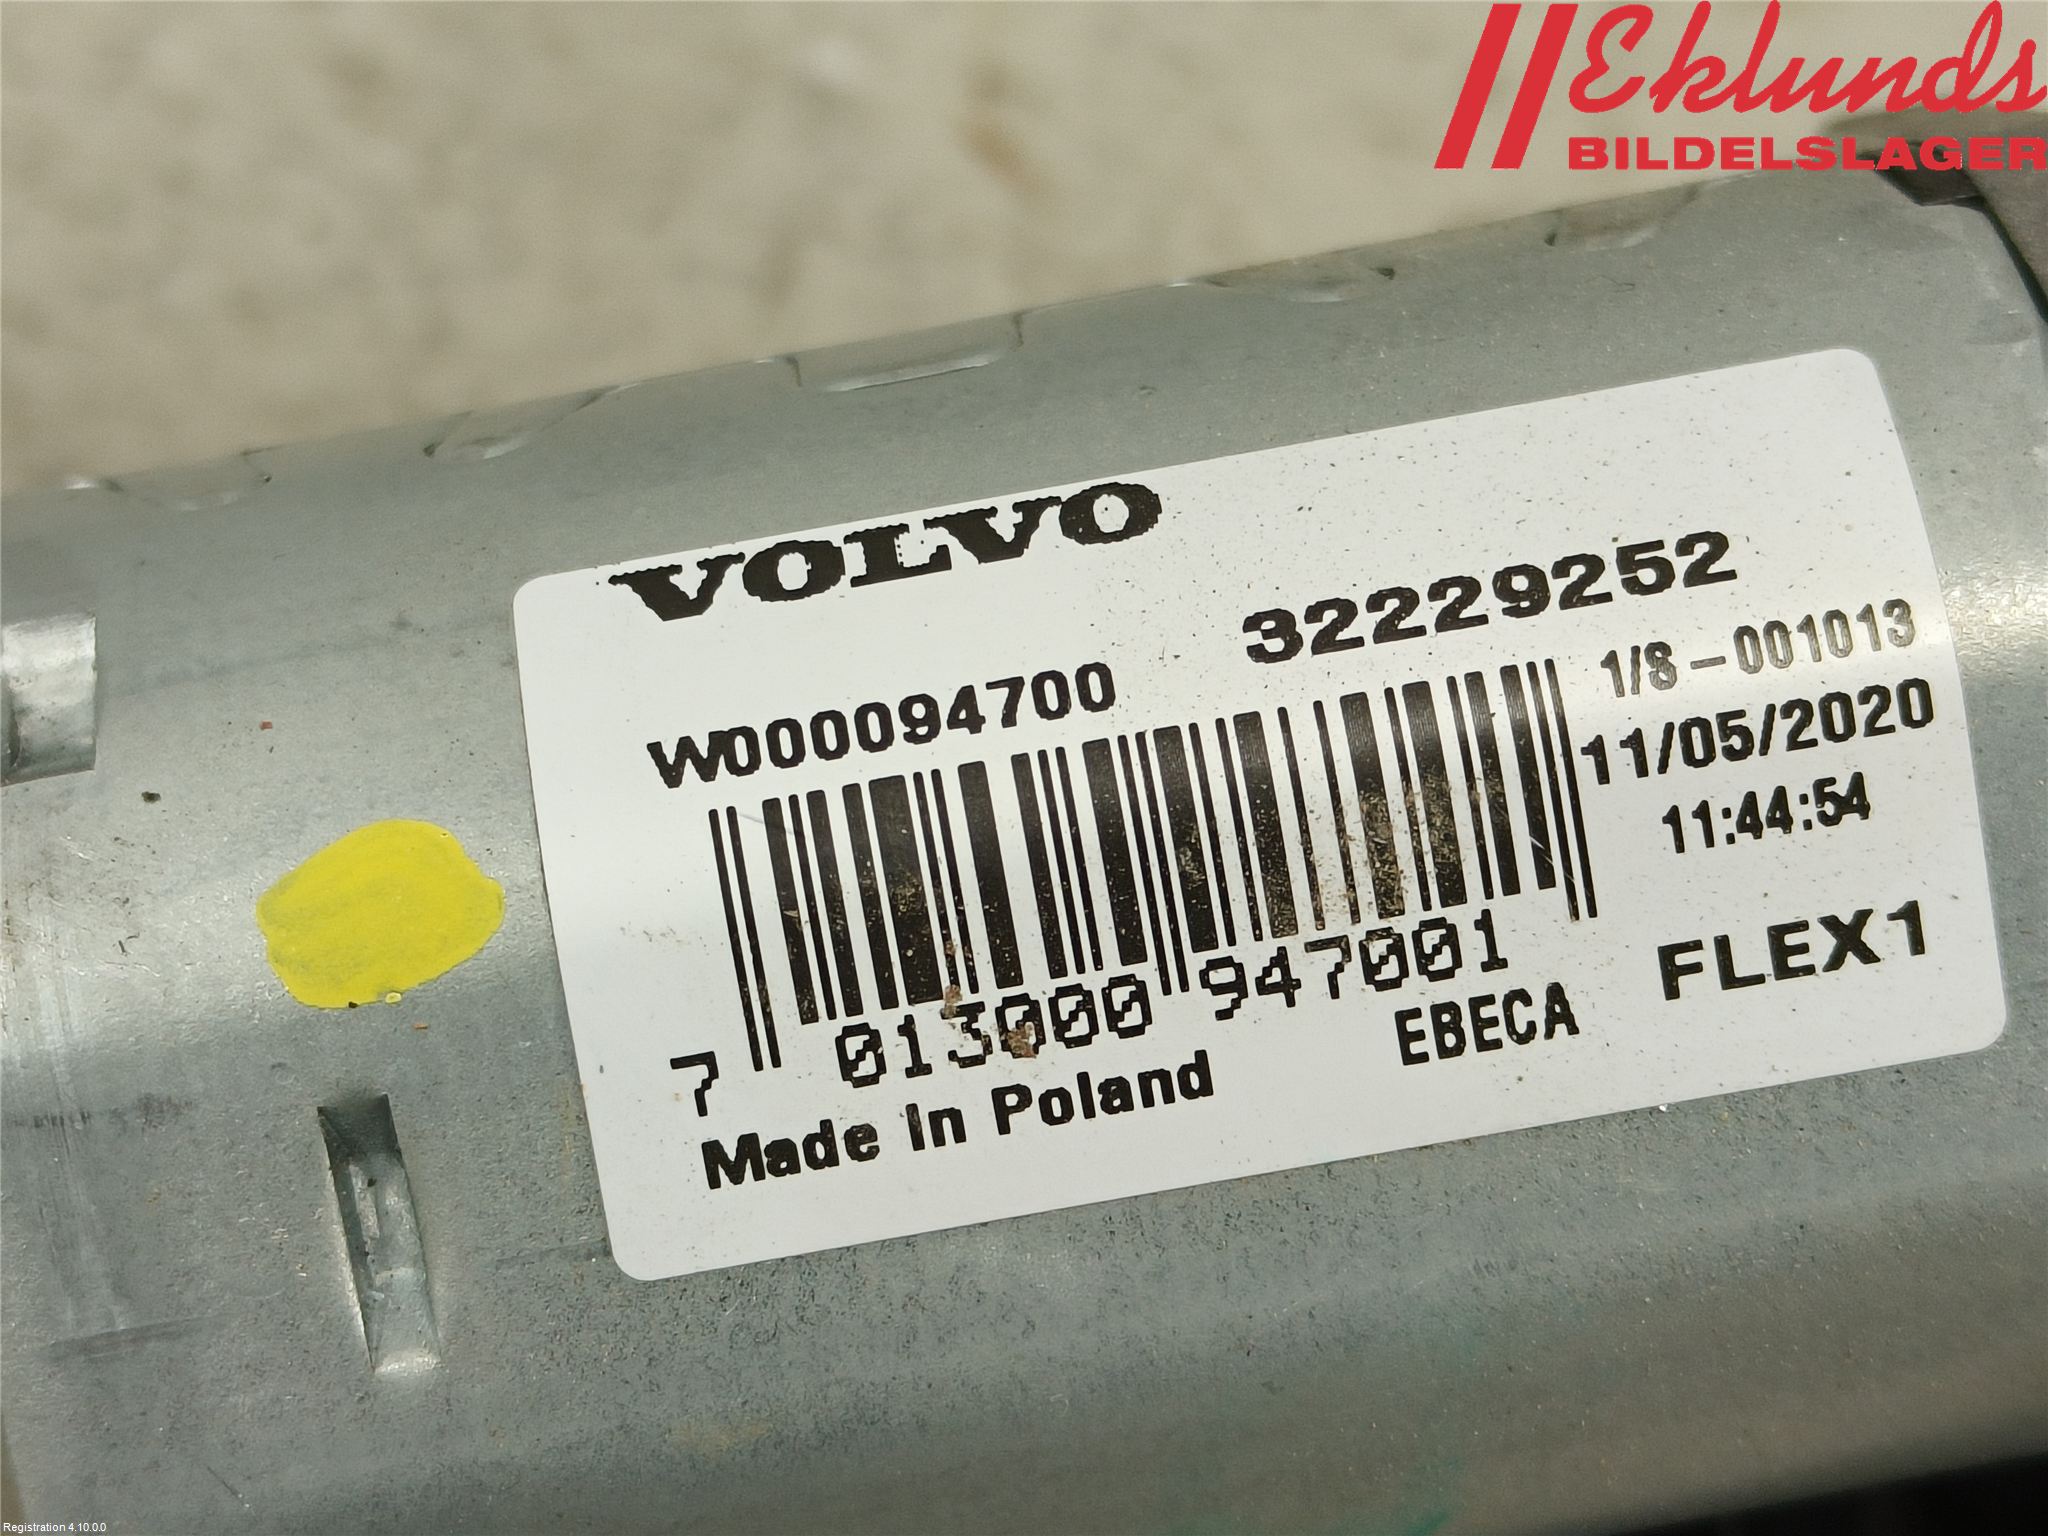 Eklunds
BILDELSLAGER
VOLVO
32229252
W000094700
1/8-001013
11/05/2020
11:44:54
7 013000 947001
FLEX1
EBECA
Made In Poland
Registration 4.10.0.0